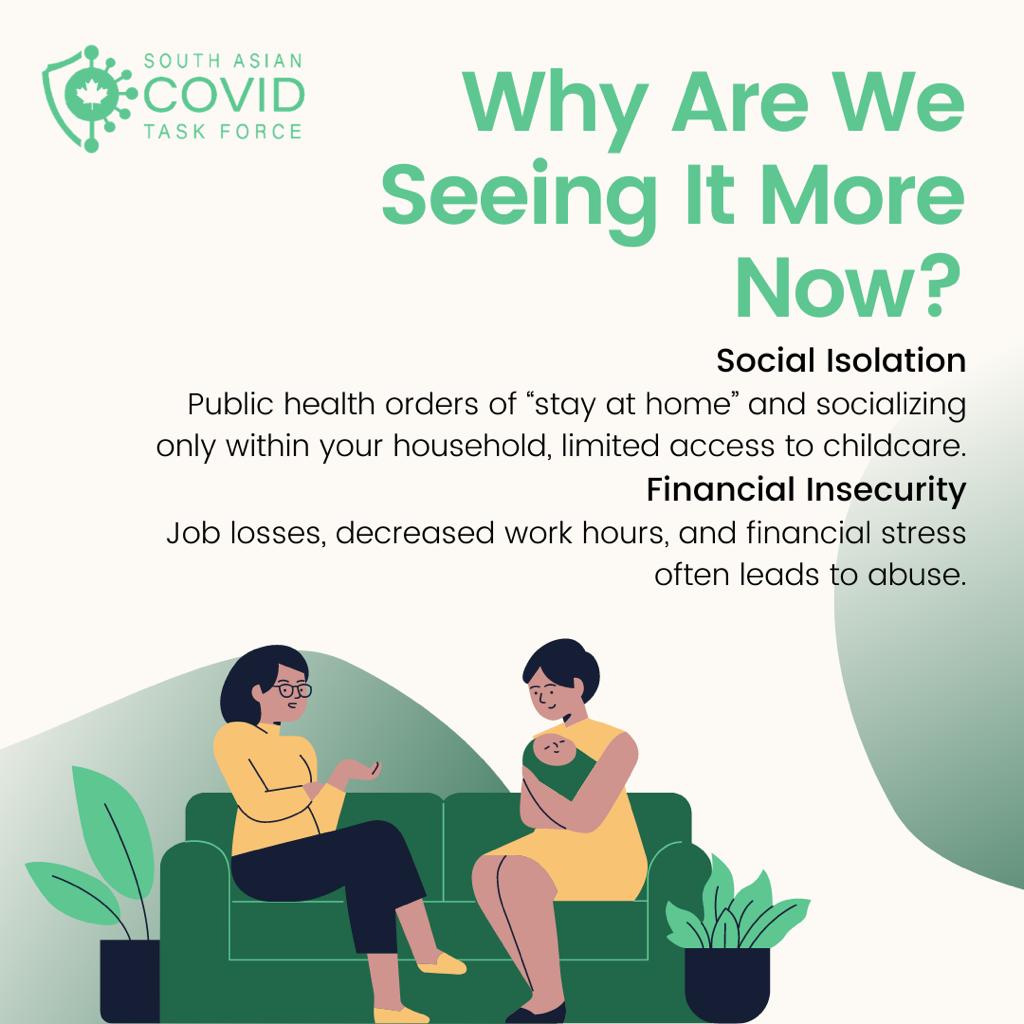 SOUTH ASIAN
COVID
TASK FORCE
Why Are We
Seeing It More
Now?
Social Isolation
Public health orders of “stay at home” and socializing
only within your household, limited access to childcare.
Financial Insecurity
Job losses, decreased work hours, and financial stress
often leads to abuse.